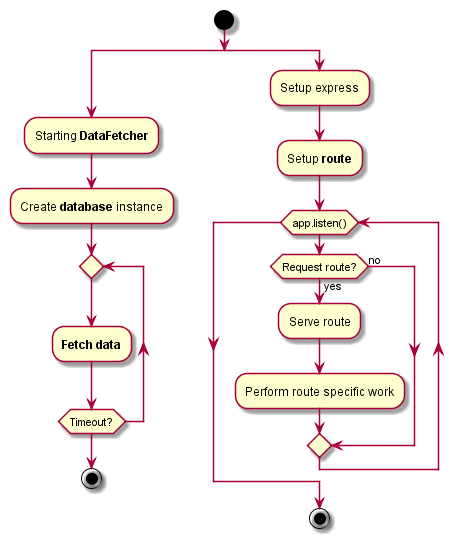 Setup express
Starting DataFetcher
Setup route
Create database instance
app.listen()
Request route?
no
yes
Serve route
Fetch data
Perform route specific work
Timeout?